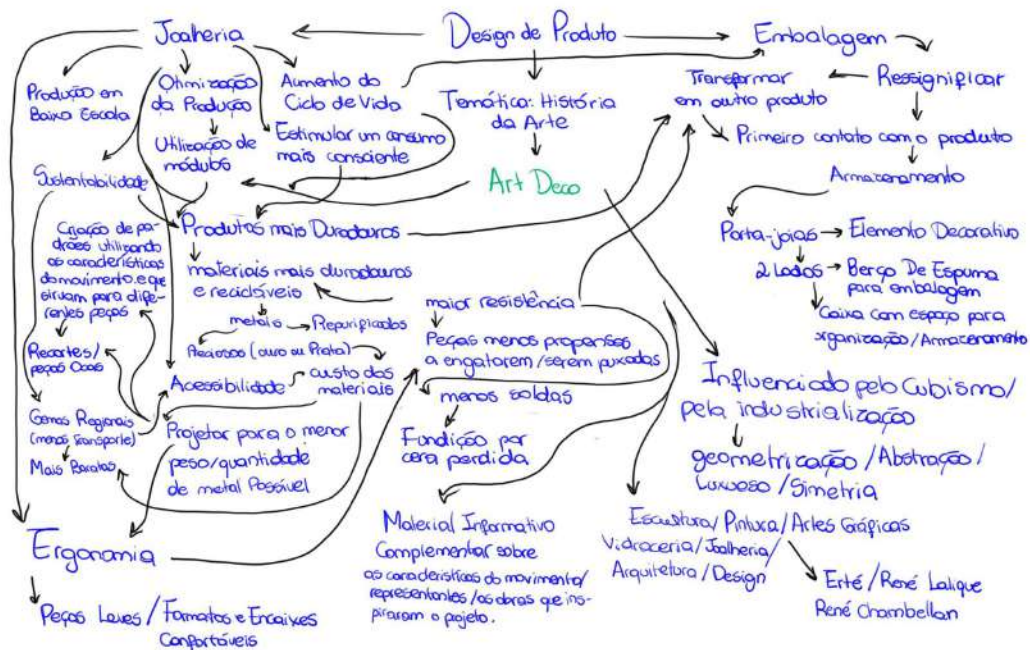 Joalheria
Design de Produto
Embalagem
Produção em
Baixa Escala
Otimização
da Produção
Utilização de
módulos
Aumento do
Ciclo de Vida
Estimular um consumo
mais consciente
Sustentabilidade
Temática: História
da Arte
Art Deco
Transformar
em outro produto
Ressignificar
Primeiro contato com o produto
Armazenamento
Porta-joias
Elemento Decorativo
2 Lados
Berço De Espuma
para embalagem
Caixa com espaço para
organização/Armazenamento
Produtos mais Duradouros
Criação de pa-
drões utilizando
as características
do movimento e que
sirvam para dife-
rentes peças
materiais mais duradouros
e recicláveis
metais
Repurificados
Preciosos (ouro ou Prata)
custo dos
materiais
Recortes/
peças Ocas
Acessibilidade
Gemas Regionais
(menos Transporte)
Mais Baratas
Projetar para o menor
peso/quantidade
de metal Possível
maior resistência
Peças menos propensas
a engatarem/serem puxadas
menos soldas
Fundição por
cera perdida
Influenciado pelo Cubismo/
pela industrialização
geometrização/Abstração/
Luxuoso/Simetria
Escultura/Pintura/Artes Gráficas
Vidraceria/Joalheria/
Arquitetura/Design
Erté/René Lalique
René Chambellan
Material Informativo
Complementar sobre
as características do movimento/
representantes/as obras que ins-
piraram o projeto.
Ergonomia
Peças Leves/Formatos e Encaixes
Confortáveis